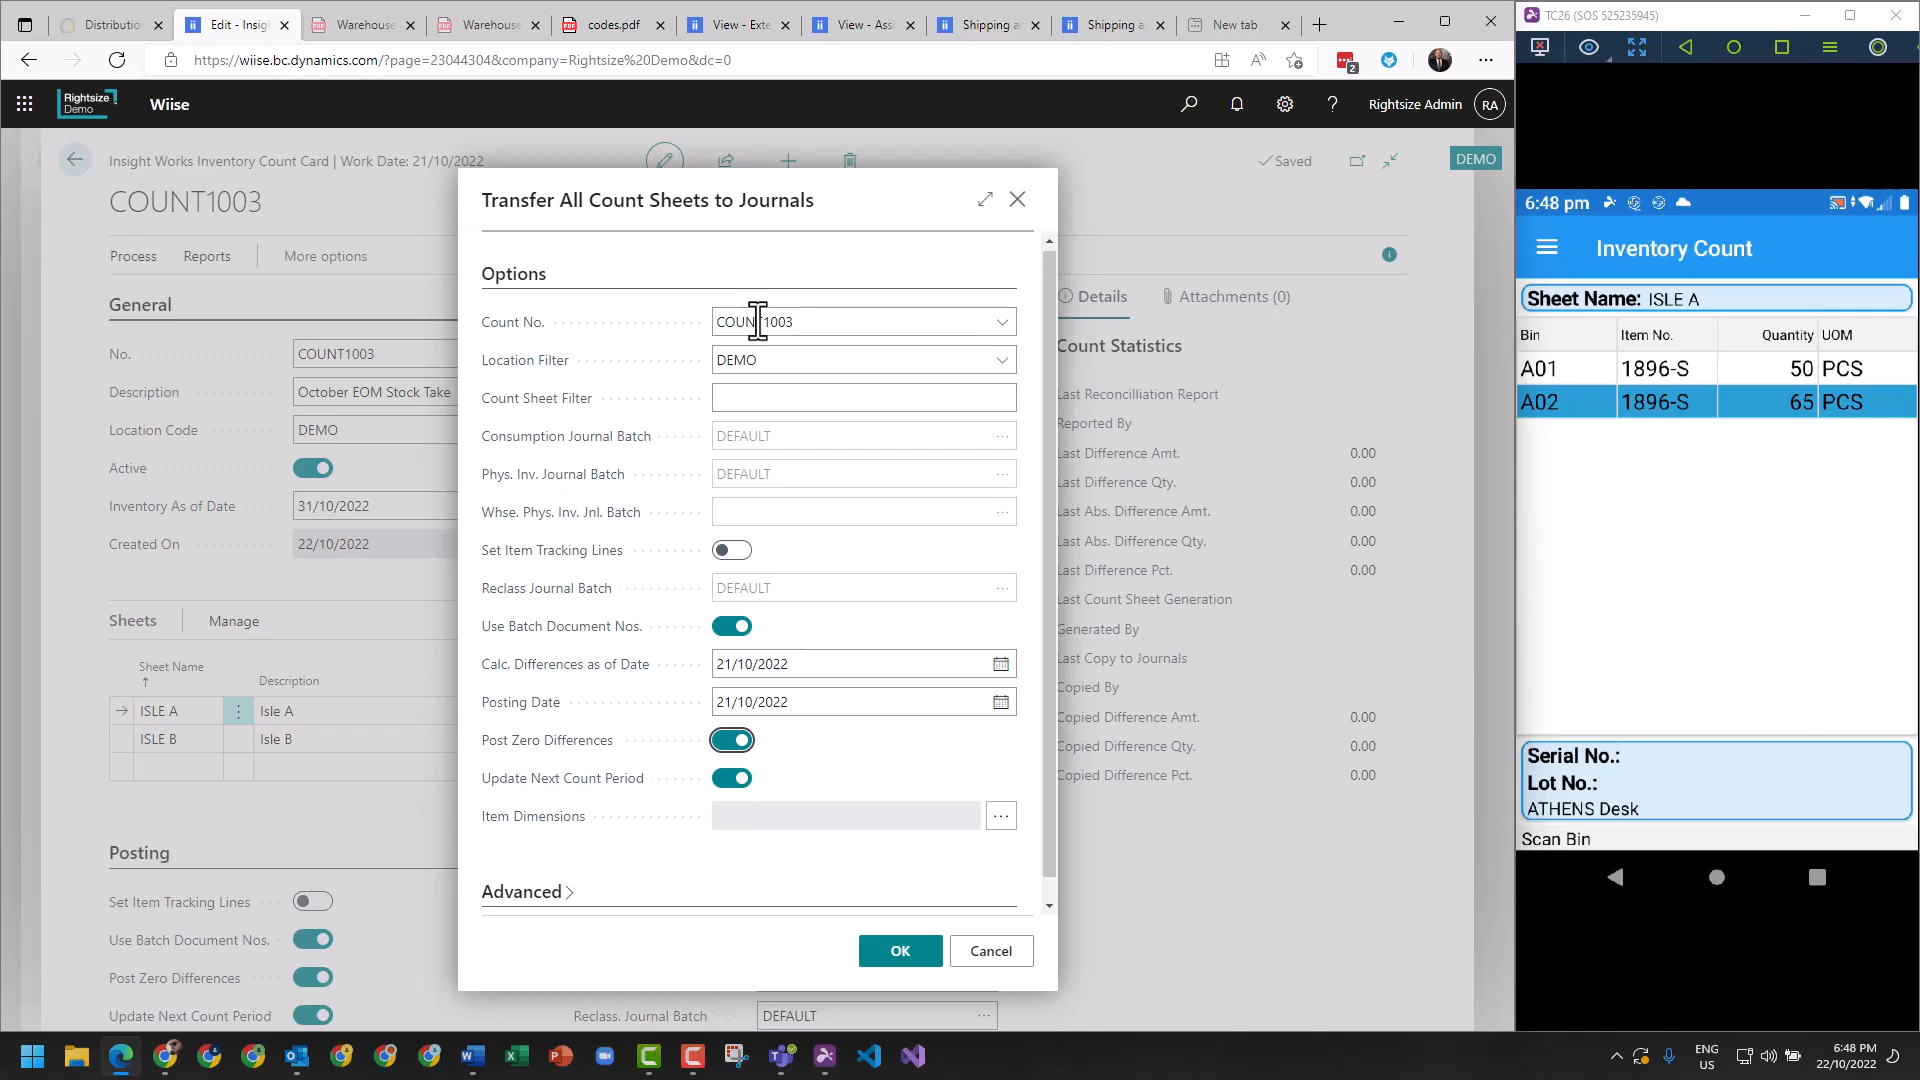 Distributio
Edit - Insig
Warehouse
Warehouse
codes.pdf
View - Exte
View - Ass
Shipping a
Shipping a
New tab
https://wiise.bc.dynamics.com/?page=23044304&company=Rightsize%20Demo&dc=0
2
Rightsize
Demo
Wiise
?
Rightsize Admin
RA
Insight Works Inventory Count Card | Work Date: 21/10/2022
Saved
DEMO
COUNT1003
Process
Reports
More options
General
No.
COUNT1003
Description
October EOM Stock Take
Location Code
DEMO
Active
Inventory As of Date
31/10/2022
Created On
22/10/2022
Sheets
Manage
Sheet Name
Description
ISLE A
Isle A
ISLE B
Isle B
Posting
Set Item Tracking Lines
Use Batch Document Nos.
Post Zero Differences
Update Next Count Period
Reclass. Journal Batch
DEFAULT
Transfer All Count Sheets to Journals
Options
Count No.
COUNT1003
Location Filter
DEMO
Count Sheet Filter
Consumption Journal Batch
DEFAULT
Phys. Inv. Journal Batch
DEFAULT
Whse. Phys. Inv. Jnl. Batch
Set Item Tracking Lines
Reclass Journal Batch
DEFAULT
Use Batch Document Nos.
Calc. Differences as of Date
21/10/2022
Posting Date
21/10/2022
Post Zero Differences
Update Next Count Period
Item Dimensions
Advanced
OK
Cancel
Details
Attachments (0)
Count Statistics
Last Reconcilliation Report
Reported By
Last Difference Amt.
0.00
Last Difference Qty.
0.00
Last Abs. Difference Amt.
0.00
Last Abs. Difference Qty.
0.00
Last Difference Pct.
0.00
Last Count Sheet Generation
Generated By
Last Copy to Journals
Copied By
Copied Difference Amt.
0.00
Copied Difference Qty.
0.00
Copied Difference Pct.
0.00
TC26 (SOS 525235945)
6:48 pm
Inventory Count
Sheet Name: ISLE A
Bin Item No. Quantity UOM
A01 1896-S 50 PCS
A02 1896-S 65 PCS
Serial No.:
Lot No.:
ATHENS Desk
Scan Bin
ENG
US
6:48 PM
22/10/2022